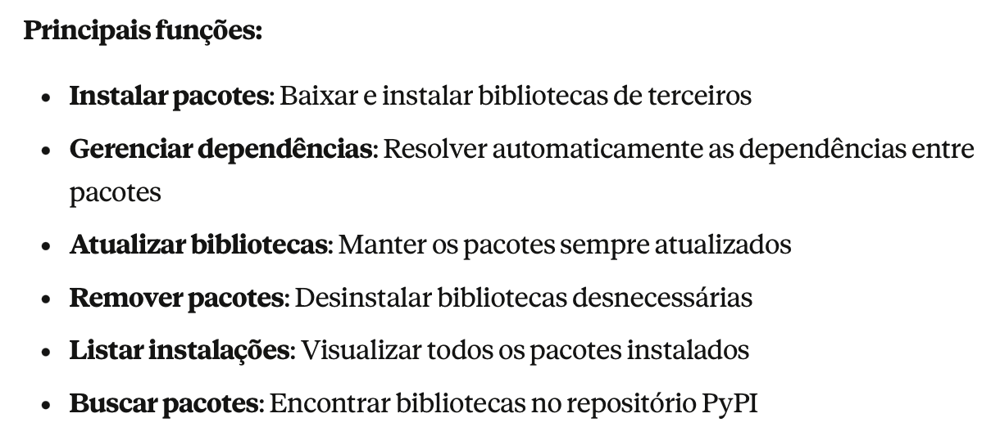 Principais funções:
• Instalar pacotes: Baixar e instalar bibliotecas de terceiros
• Gerenciar dependências: Resolver automaticamente as dependências entre
pacotes
• Atualizar bibliotecas: Manter os pacotes sempre atualizados
• Remover pacotes: Desinstalar bibliotecas desnecessárias
• Listar instalações: Visualizar todos os pacotes instalados
• Buscar pacotes: Encontrar bibliotecas no repositório PyPI